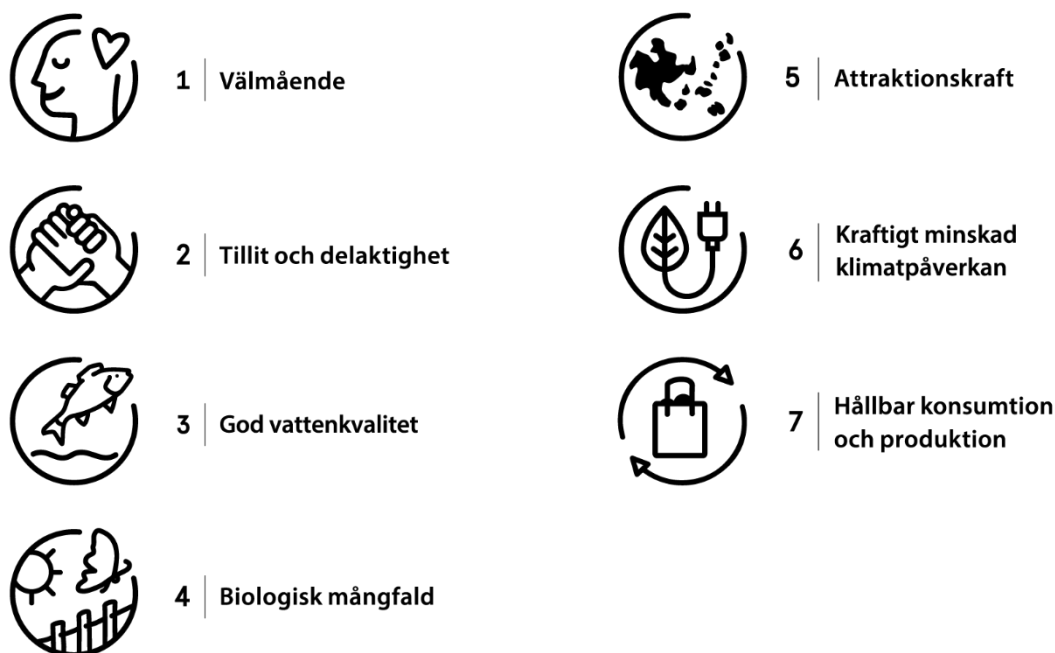 1 Välmående
2 Tillit och delaktighet
3 God vattenkvalitet
4 Biologisk mångfald
5 Attraktionskraft
6 Kraftigt minskad
klimatpåverkan
7 Hållbar konsumtion
och produktion